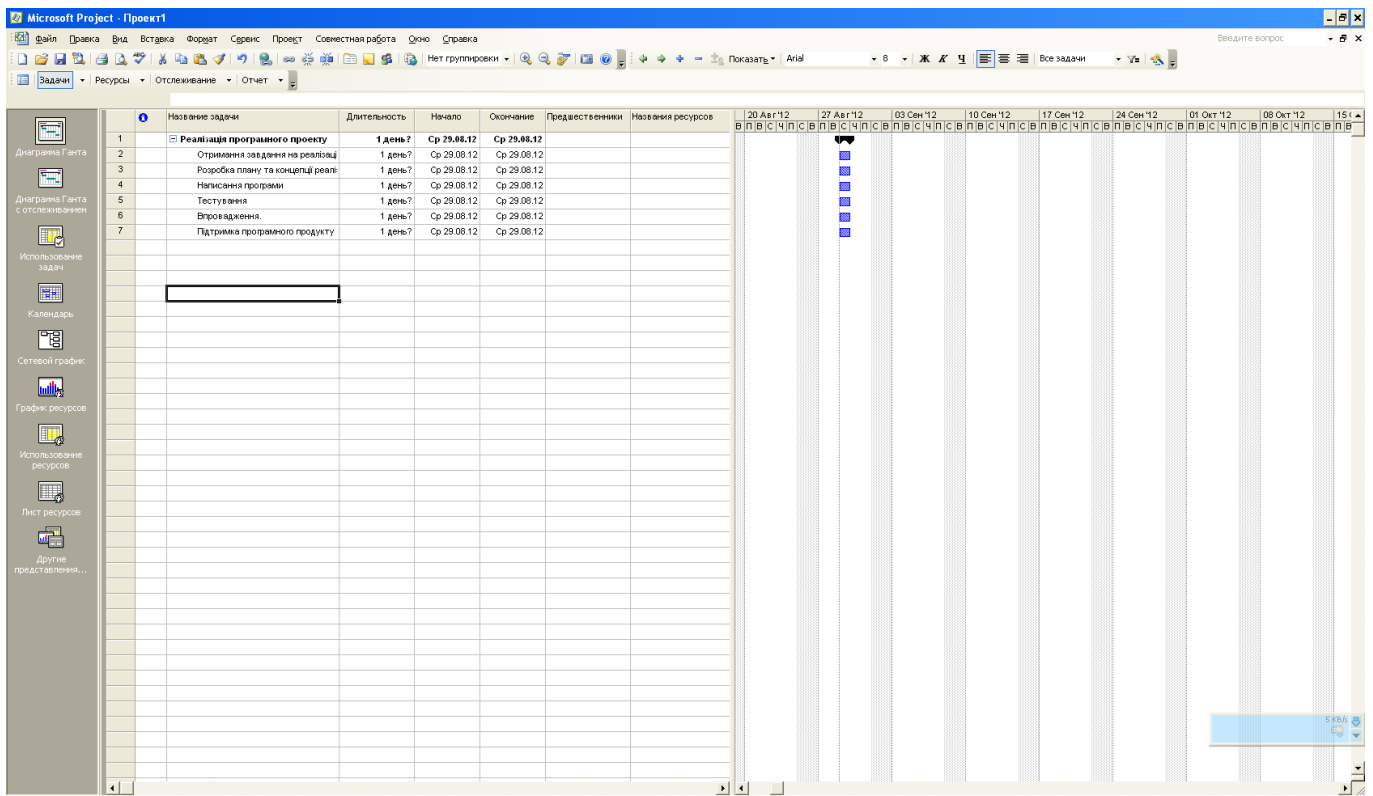 Microsoft Project - Проект1
Файл Правка Вид Вставка Формат Сервис Проект Совместная работа Окно Справка Введите вопрос
Нет группировки Показать Arial 8 Ж К Ч Все задачи
Задачи Ресурсы Отслеживание Отчет
Название задачи Длительность Начало Окончание Предшественники Названия ресурсов
20 Авг '12 27 Авг '12 03 Сен '12 10 Сен '12 17 Сен '12 24 Сен '12 01 Окт '12 08 Окт '12 15
В П В С Ч П С В П В С Ч П С В П В С Ч П С В П В С Ч П С В П В С Ч П С В П В С Ч П С В П В С Ч П С В П В С Ч П С В П В
1 Реалізація програмного проекту 1 день? Ср 29.08.12 Ср 29.08.12
2 Отримання завдання на реалізаці 1 день? Ср 29.08.12 Ср 29.08.12
3 Розробка плану та концепції реалі 1 день? Ср 29.08.12 Ср 29.08.12
4 Написання програми 1 день? Ср 29.08.12 Ср 29.08.12
5 Тестування 1 день? Ср 29.08.12 Ср 29.08.12
6 Впровадження. 1 день? Ср 29.08.12 Ср 29.08.12
7 Підтримка програмного продукту 1 день? Ср 29.08.12 Ср 29.08.12
Диаграмма Ганта
Диаграмма Ганта
с отслеживанием
Использование
задач
Календарь
Сетевой график
График ресурсов
Использование
ресурсов
Лист ресурсов
Другие
представления...
5 KB/s